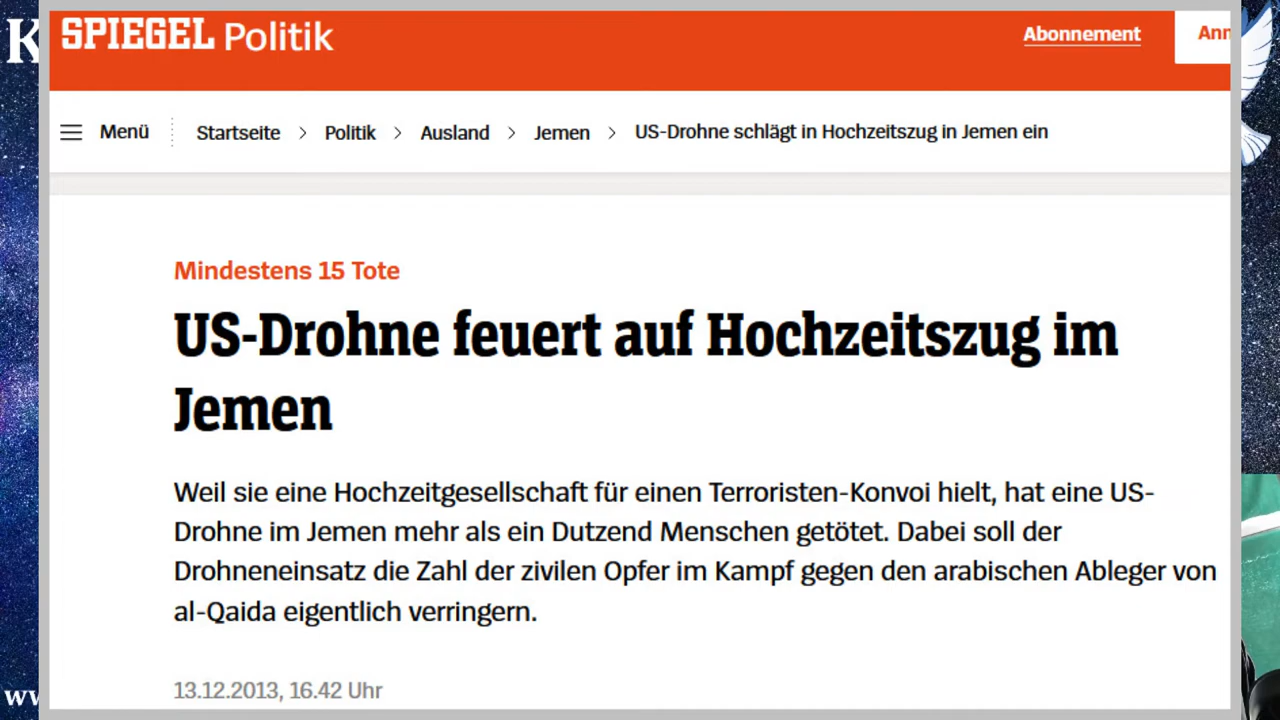 SPIEGEL Politik
Abonnement
Menü
Startseite > Politik > Ausland > Jemen > US-Drohne schlägt in Hochzeitszug in Jemen ein
Mindestens 15 Tote
US-Drohne feuert auf Hochzeitszug im
Jemen
Weil sie eine Hochzeitgesellschaft für einen Terroristen-Konvoi hielt, hat eine US-
Drohne im Jemen mehr als ein Dutzend Menschen getötet. Dabei soll der
Drohneneinsatz die Zahl der zivilen Opfer im Kampf gegen den arabischen Ableger von
al-Qaida eigentlich verringern.
13.12.2013, 16.42 Uhr